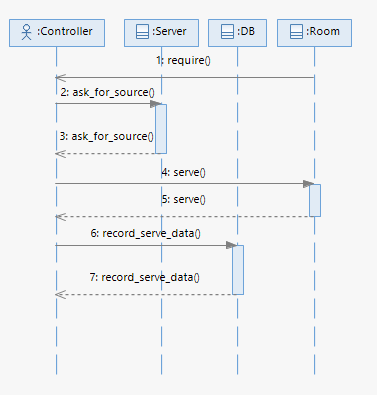 :Controller
:Server
:DB
:Room
1: require()
2: ask_for_source()
3: ask_for_source()
4: serve()
5: serve()
6: record_serve_data()
7: record_serve_data()